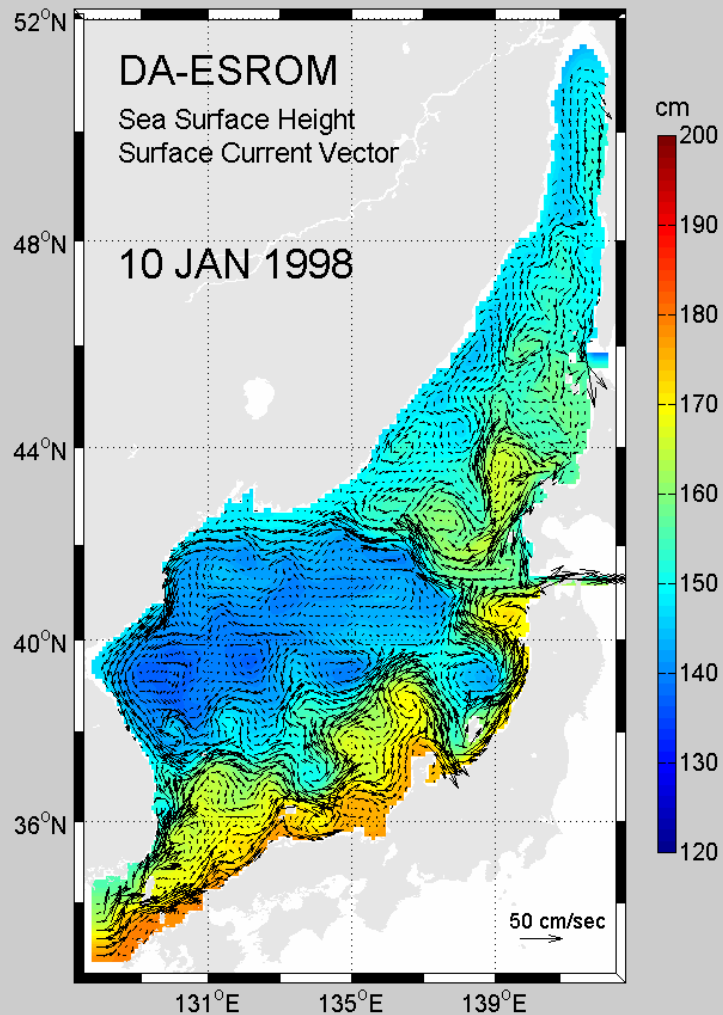 52°N
DA-ESROM
Sea Surface Height
Surface Current Vector
cm
200
190
48°N
10 JAN 1998
180
170
44°N
160
150
40°N
140
130
36°N
120
50 cm/sec
131°E
135°E
139°E